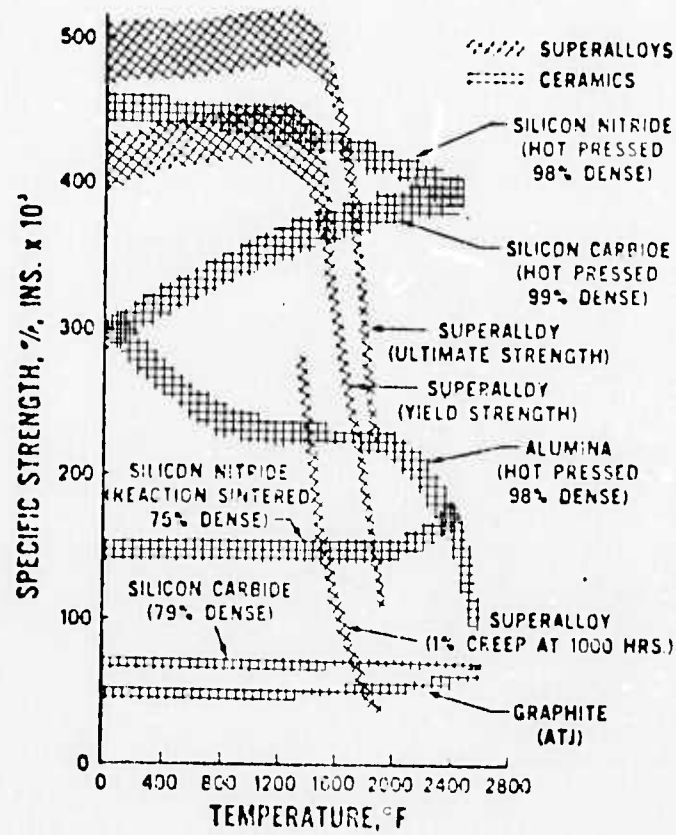 500
400
300
200
100
0
SPECIFIC STRENGTH, %, INS. x 10³
SUPERALLOYS
CERAMICS
SILICON NITRIDE
(HOT PRESSED
98% DENSE)
SILICON CARBIDE
(HOT PRESSED
99% DENSE)
SUPERALLOY
(ULTIMATE STRENGTH)
SUPERALLOY
(YIELD STRENGTH)
ALUMINA
(HOT PRESSED
98% DENSE)
SILICON NITRIDE
(REACTION SINTERED
75% DENSE)
SILICON CARBIDE
(79% DENSE)
SUPERALLOY
(1% CREEP AT 1000 HRS.)
GRAPHITE
(ATJ)
0 400 800 1200 1600 2000 2400 2800
TEMPERATURE, °F